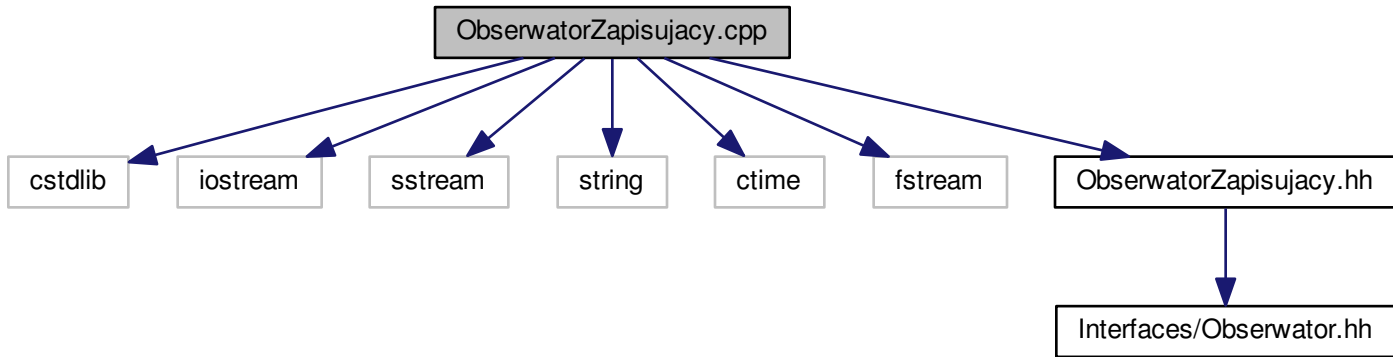 ObserwatorZapisujacy.cpp
cstdlib
iostream
sstream
string
ctime
fstream
ObserwatorZapisujacy.hh
Interfaces/Obserwator.hh